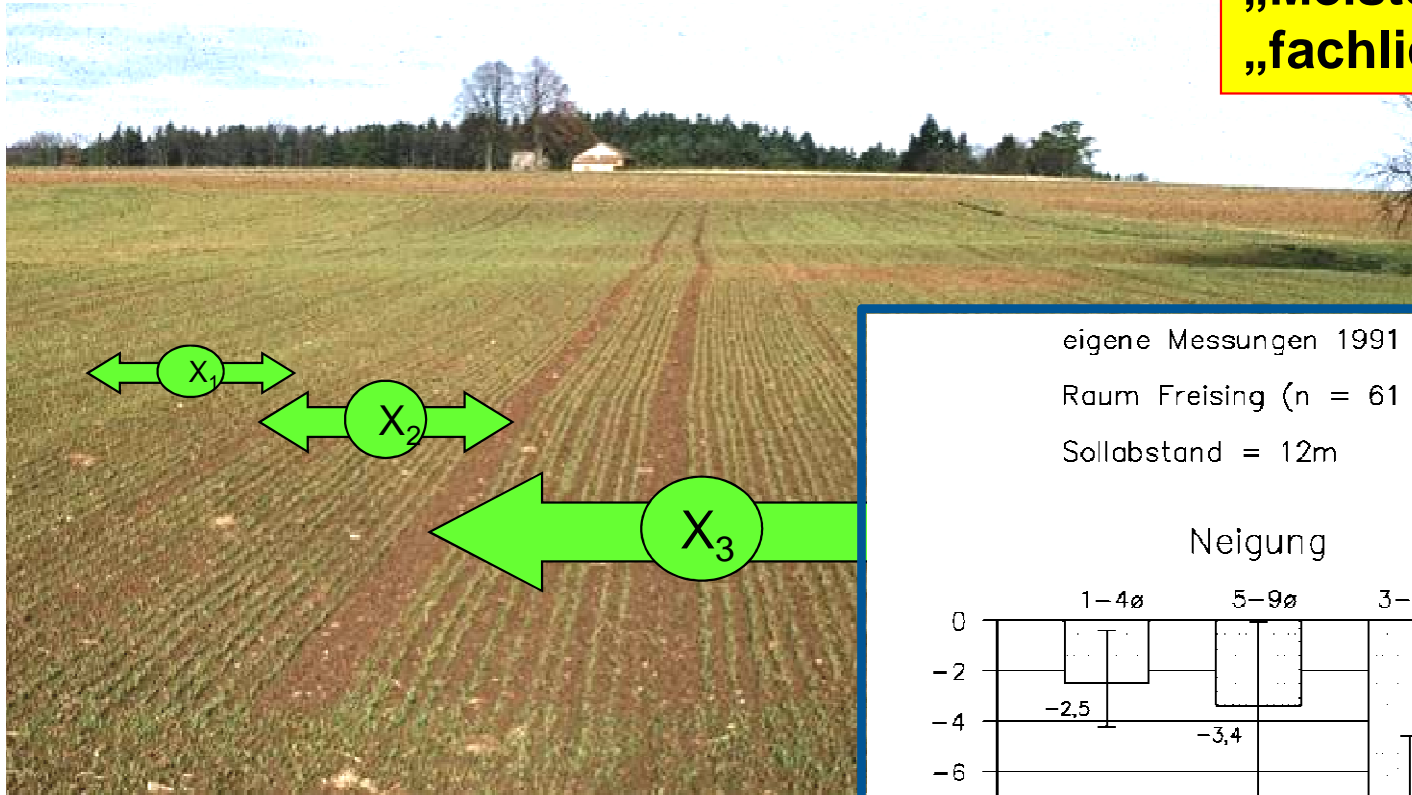 „fachlic
X₁
X₂
X₃
eigene Messungen 1991
Raum Freising (n = 61
Sollabstand = 12m
Neigung
1-4ø 5-9ø 3-
0
-2
-2,5
-4
-3,4
-6